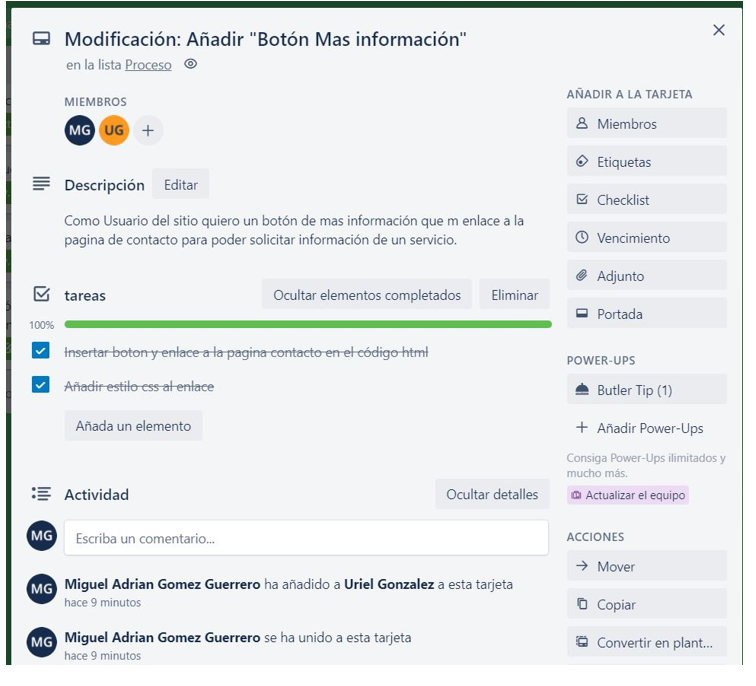 Modificación: Añadir "Botón Mas información"
en la lista Proceso
MIEMBROS
MG UG +
Descripción Editar
Como Usuario del sitio quiero un botón de mas información que m enlace a la
pagina de contacto para poder solicitar información de un servicio.
tareas Ocultar elementos completados Eliminar
100%
Insertar boton y enlace a la pagina contacto en el código html
Añadir estilo css al enlace
Añada un elemento
Actividad Ocultar detalles
MG Escriba un comentario...
MG Miguel Adrian Gomez Guerrero ha añadido a Uriel Gonzalez a esta tarjeta
hace 9 minutos
MG Miguel Adrian Gomez Guerrero se ha unido a esta tarjeta
hace 9 minutos
AÑADIR A LA TARJETA
Miembros
Etiquetas
Checklist
Vencimiento
Adjunto
Portada
POWER-UPS
Butler Tip (1)
+ Añadir Power-Ups
Consiga Power-Ups ilimitados y
mucho más.
Actualizar el equipo
ACCIONES
→ Mover
Copiar
Convertir en plant...